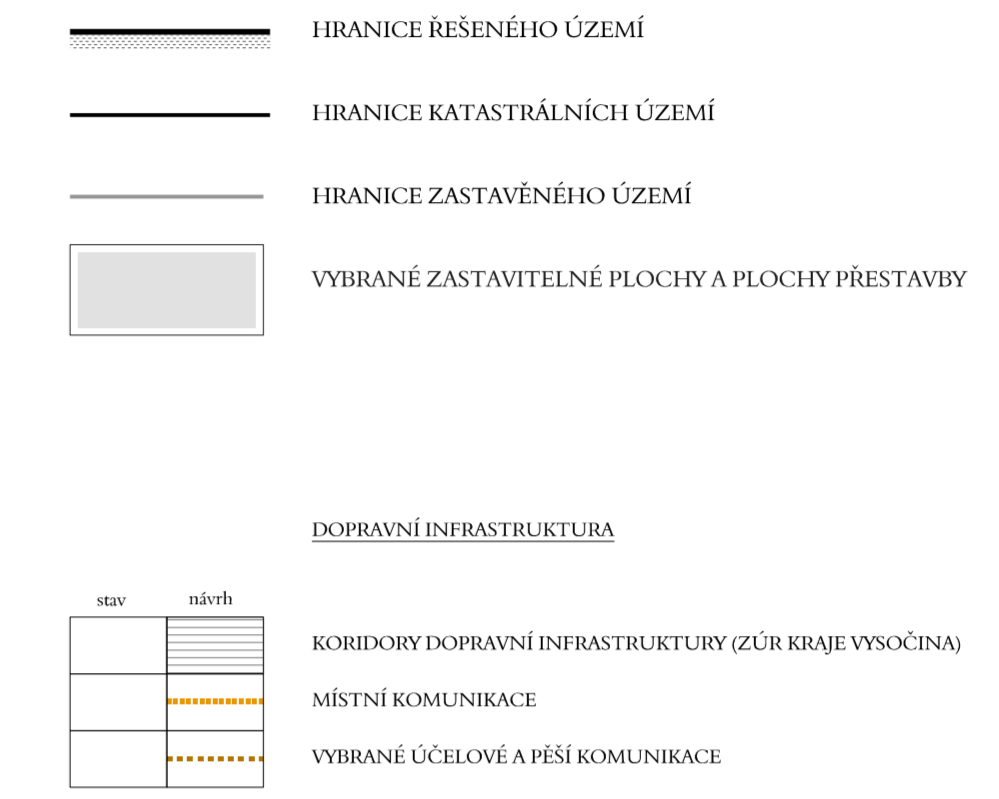 HRANICE ŘEŠENÉHO ÚZEMÍ
HRANICE KATASTRÁLNÍCH ÚZEMÍ
HRANICE ZASTAVĚNÉHO ÚZEMÍ
VYBRANÉ ZASTAVITELNÉ PLOCHY A PLOCHY PŘESTAVBY
DOPRAVNÍ INFRASTRUKTURA
stav návrh
KORIDORY DOPRAVNÍ INFRASTRUKTURY (ZÚR KRAJE VYSOČINA)
MÍSTNÍ KOMUNIKACE
VYBRANÉ ÚČELOVÉ A PĚŠÍ KOMUNIKACE